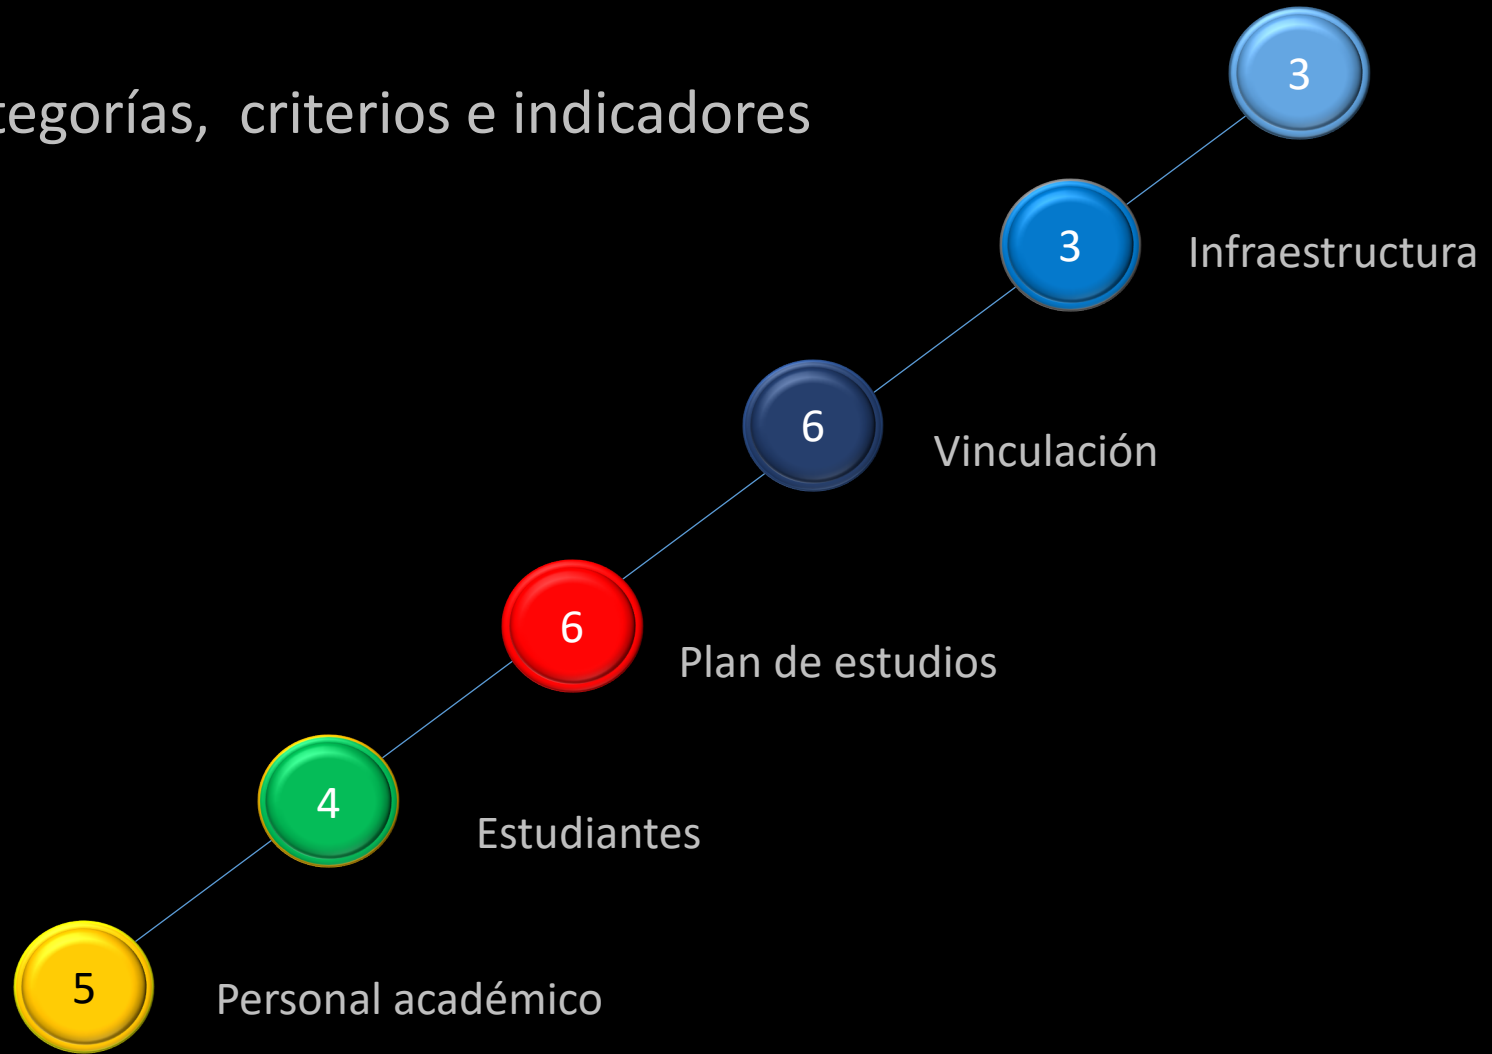 tegorías, criterios e indicadores
3
3
Infraestructura
6
Vinculación
6
Plan de estudios
4
Estudiantes
5
Personal académico